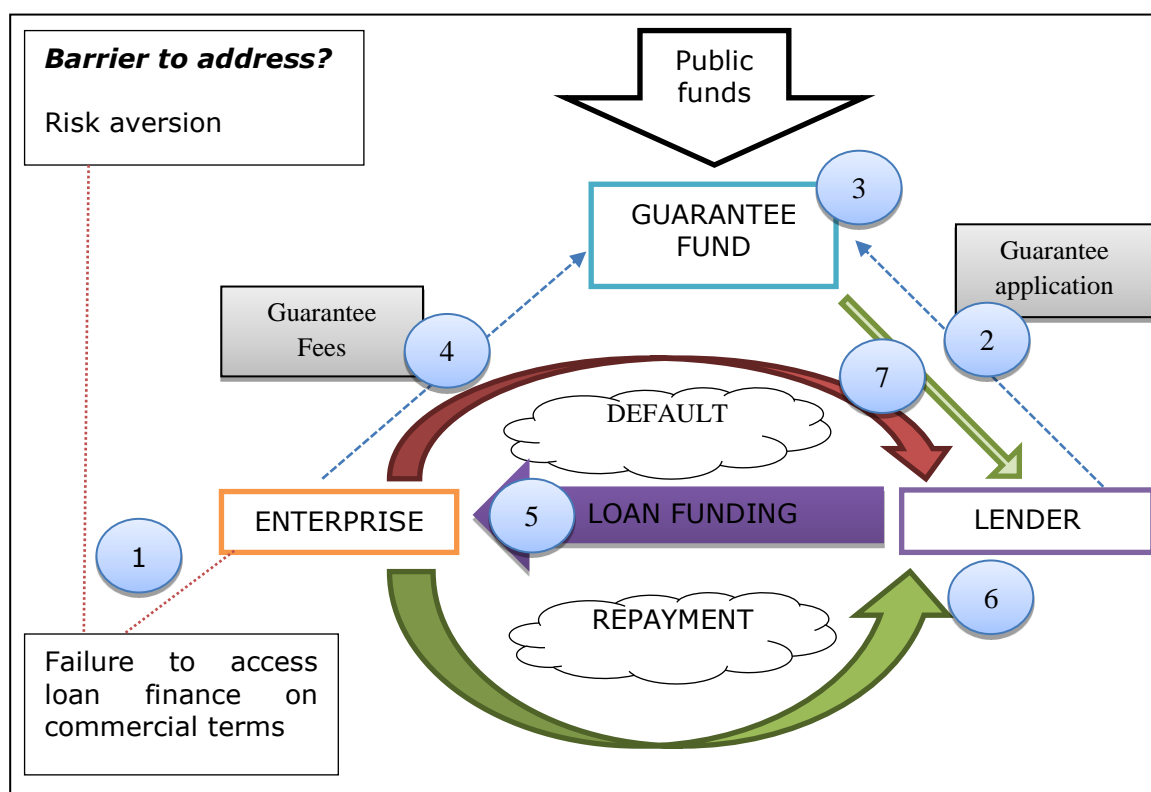 Barrier to address?
Risk aversion
Public
funds
3
GUARANTEE
FUND
Guarantee
application
2
Guarantee
Fees
4
7
DEFAULT
ENTERPRISE
5
LOAN FUNDING
LENDER
1
6
REPAYMENT
Failure to access
loan finance on
commercial terms